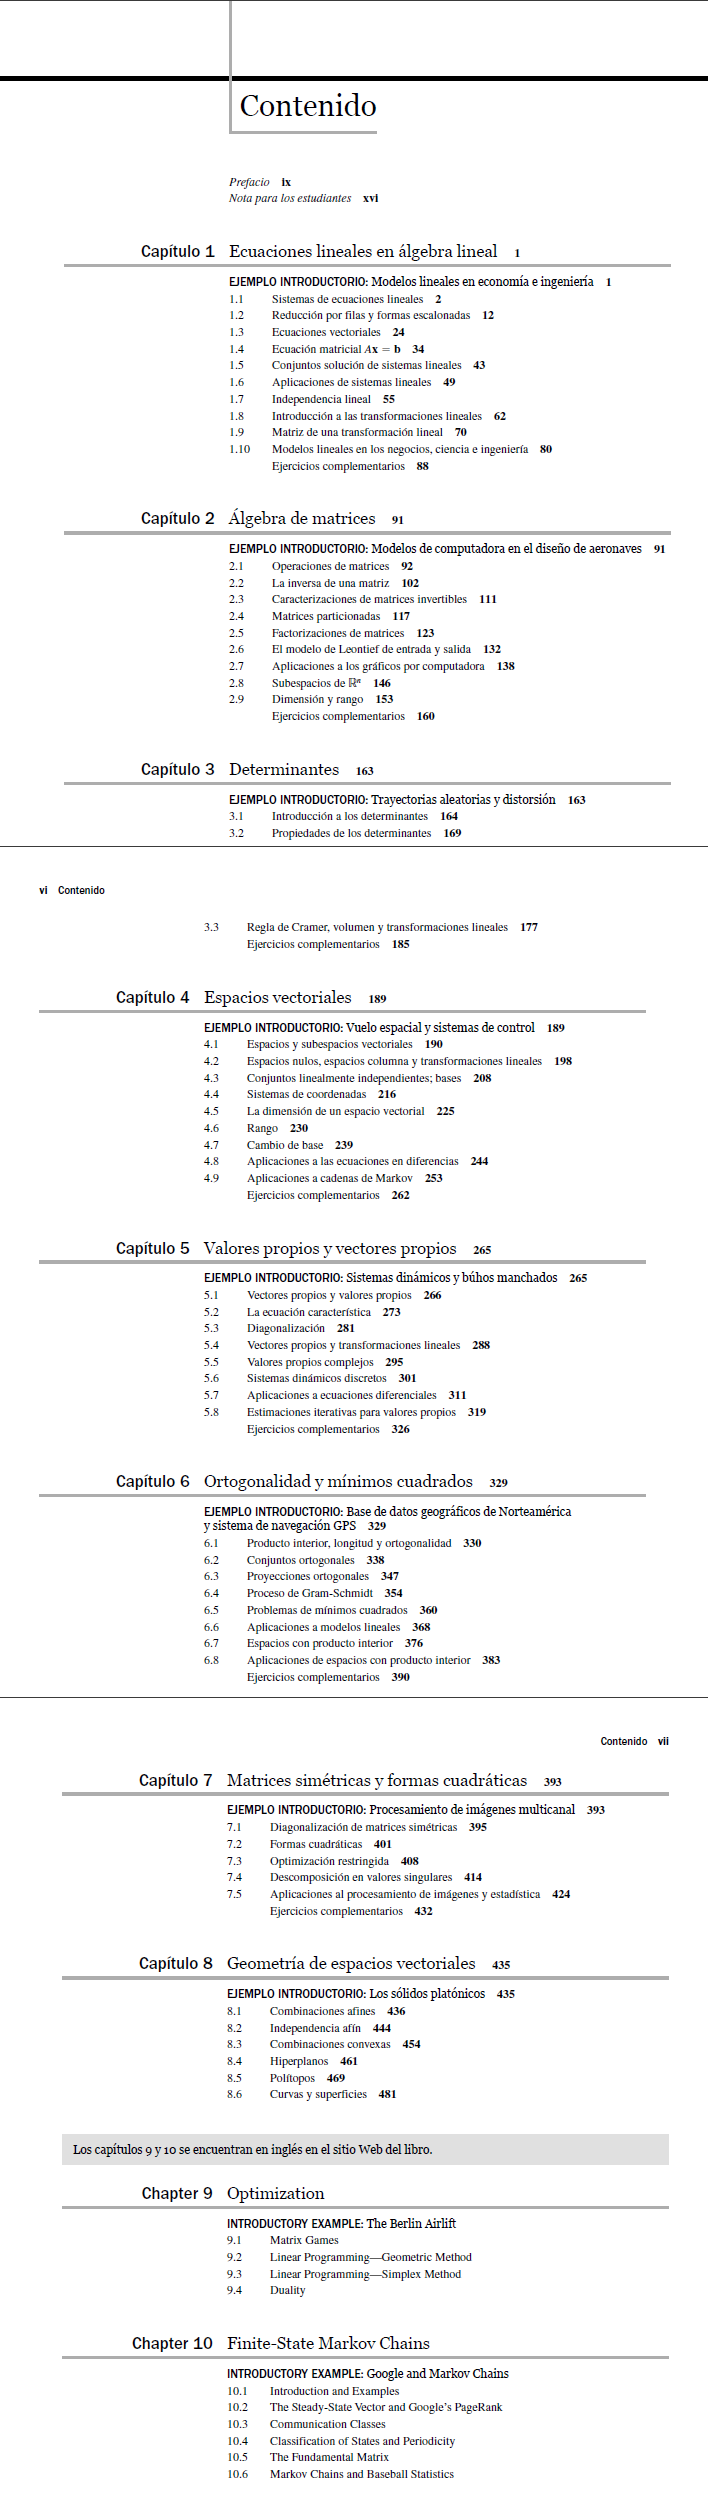 Contenido
Prefacio ix
Nota para los estudiantes xvi
Capítulo 1 Ecuaciones lineales en álgebra lineal 1
EJEMPLO INTRODUCTORIO: Modelos lineales en economía e ingeniería 1
1.1 Sistemas de ecuaciones lineales 2
1.2 Reducción por filas y formas escalonadas 12
1.3 Ecuaciones vectoriales 24
1.4 Ecuación matricial Ax = b 34
1.5 Conjuntos solución de sistemas lineales 43
1.6 Aplicaciones de sistemas lineales 49
1.7 Independencia lineal 55
1.8 Introducción a las transformaciones lineales 62
1.9 Matriz de una transformación lineal 70
1.10 Modelos lineales en los negocios, ciencia e ingeniería 80
Ejercicios complementarios 88
Capítulo 2 Álgebra de matrices 91
EJEMPLO INTRODUCTORIO: Modelos de computadora en el diseño de aeronaves 91
2.1 Operaciones de matrices 92
2.2 La inversa de una matriz 102
2.3 Caracterizaciones de matrices invertibles 111
2.4 Matrices particionadas 117
2.5 Factorizaciones de matrices 123
2.6 El modelo de Leontief de entrada y salida 132
2.7 Aplicaciones a los gráficos por computadora 138
2.8 Subespacios de ℝⁿ 146
2.9 Dimensión y rango 153
Ejercicios complementarios 160
Capítulo 3 Determinantes 163
EJEMPLO INTRODUCTORIO: Trayectorias aleatorias y distorsión 163
3.1 Introducción a los determinantes 164
3.2 Propiedades de los determinantes 169
vi Contenido
3.3 Regla de Cramer, volumen y transformaciones lineales 177
Ejercicios complementarios 185
Capítulo 4 Espacios vectoriales 189
EJEMPLO INTRODUCTORIO: Vuelo espacial y sistemas de control 189
4.1 Espacios y subespacios vectoriales 190
4.2 Espacios nulos, espacios columna y transformaciones lineales 198
4.3 Conjuntos linealmente independientes; bases 208
4.4 Sistemas de coordenadas 216
4.5 La dimensión de un espacio vectorial 225
4.6 Rango 230
4.7 Cambio de base 239
4.8 Aplicaciones a las ecuaciones en diferencias 244
4.9 Aplicaciones a cadenas de Markov 253
Ejercicios complementarios 262
Capítulo 5 Valores propios y vectores propios 265
EJEMPLO INTRODUCTORIO: Sistemas dinámicos y búhos manchados 265
5.1 Vectores propios y valores propios 266
5.2 La ecuación característica 273
5.3 Diagonalización 281
5.4 Vectores propios y transformaciones lineales 288
5.5 Valores propios complejos 295
5.6 Sistemas dinámicos discretos 301
5.7 Aplicaciones a ecuaciones diferenciales 311
5.8 Estimaciones iterativas para valores propios 319
Ejercicios complementarios 326
Capítulo 6 Ortogonalidad y mínimos cuadrados 329
EJEMPLO INTRODUCTORIO: Base de datos geográficos de Norteamérica
y sistema de navegación GPS 329
6.1 Producto interior, longitud y ortogonalidad 330
6.2 Conjuntos ortogonales 338
6.3 Proyecciones ortogonales 347
6.4 Proceso de Gram-Schmidt 354
6.5 Problemas de mínimos cuadrados 360
6.6 Aplicaciones a modelos lineales 368
6.7 Espacios con producto interior 376
6.8 Aplicaciones de espacios con producto interior 383
Ejercicios complementarios 390
Contenido vii
Capítulo 7 Matrices simétricas y formas cuadráticas 393
EJEMPLO INTRODUCTORIO: Procesamiento de imágenes multicanal 393
7.1 Diagonalización de matrices simétricas 395
7.2 Formas cuadráticas 401
7.3 Optimización restringida 408
7.4 Descomposición en valores singulares 414
7.5 Aplicaciones al procesamiento de imágenes y estadística 424
Ejercicios complementarios 432
Capítulo 8 Geometría de espacios vectoriales 435
EJEMPLO INTRODUCTORIO: Los sólidos platónicos 435
8.1 Combinaciones afines 436
8.2 Independencia afín 444
8.3 Combinaciones convexas 454
8.4 Hiperplanos 461
8.5 Polítopos 469
8.6 Curvas y superficies 481
Los capítulos 9 y 10 se encuentran en inglés en el sitio Web del libro.
Chapter 9 Optimization
INTRODUCTORY EXAMPLE: The Berlin Airlift
9.1 Matrix Games
9.2 Linear Programming—Geometric Method
9.3 Linear Programming—Simplex Method
9.4 Duality
Chapter 10 Finite-State Markov Chains
INTRODUCTORY EXAMPLE: Google and Markov Chains
10.1 Introduction and Examples
10.2 The Steady-State Vector and Google's PageRank
10.3 Communication Classes
10.4 Classification of States and Periodicity
10.5 The Fundamental Matrix
10.6 Markov Chains and Baseball Statistics